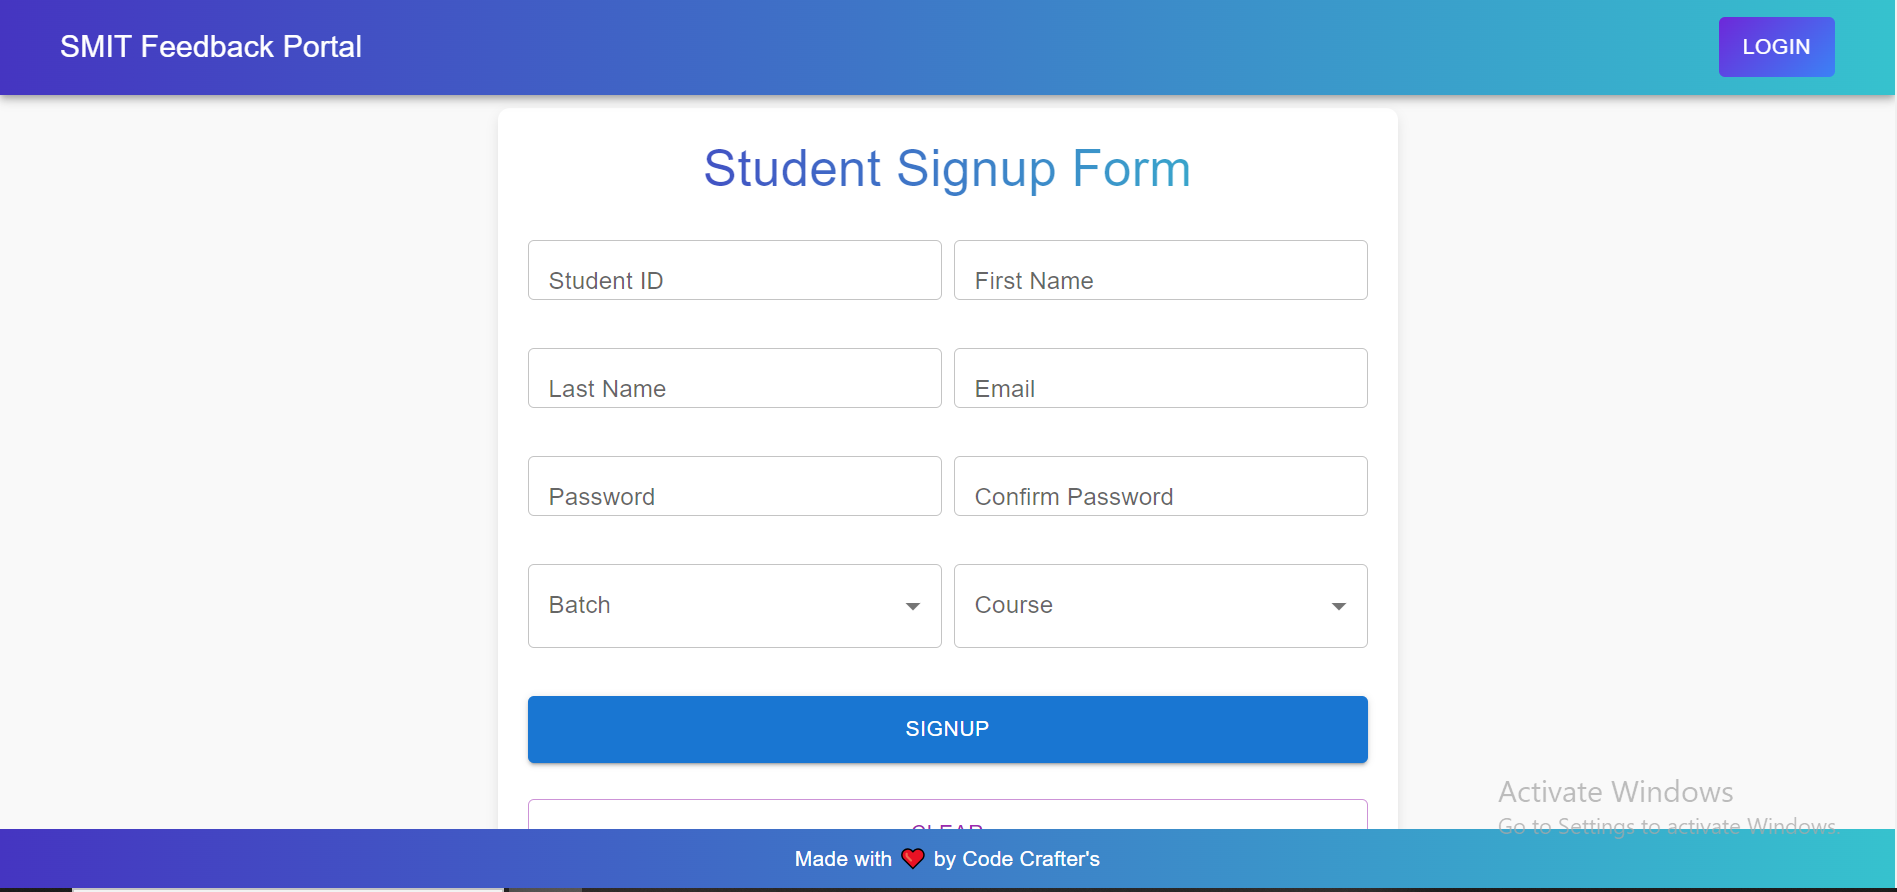 SMIT Feedback Portal
LOGIN
Student Signup Form
Student ID
First Name
Last Name
Email
Password
Confirm Password
Batch
Course
SIGNUP
CLEAR
Activate Windows
Go to Settings to activate Windows.
Made with ❤️ by Code Crafter's